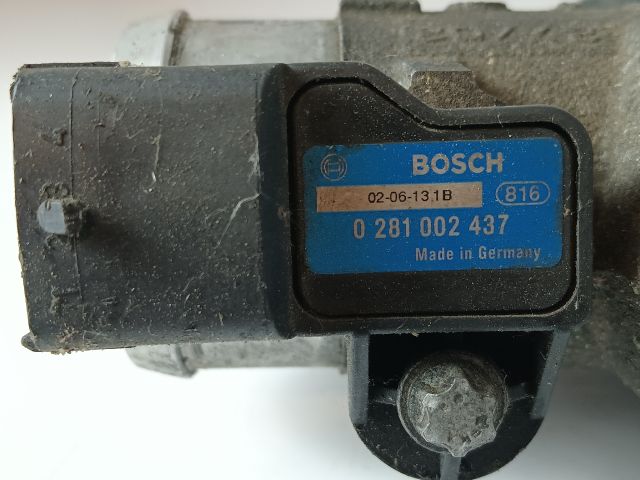 BOSCH
02-06-13.1B
816
0 281 002 437
Made in Germany